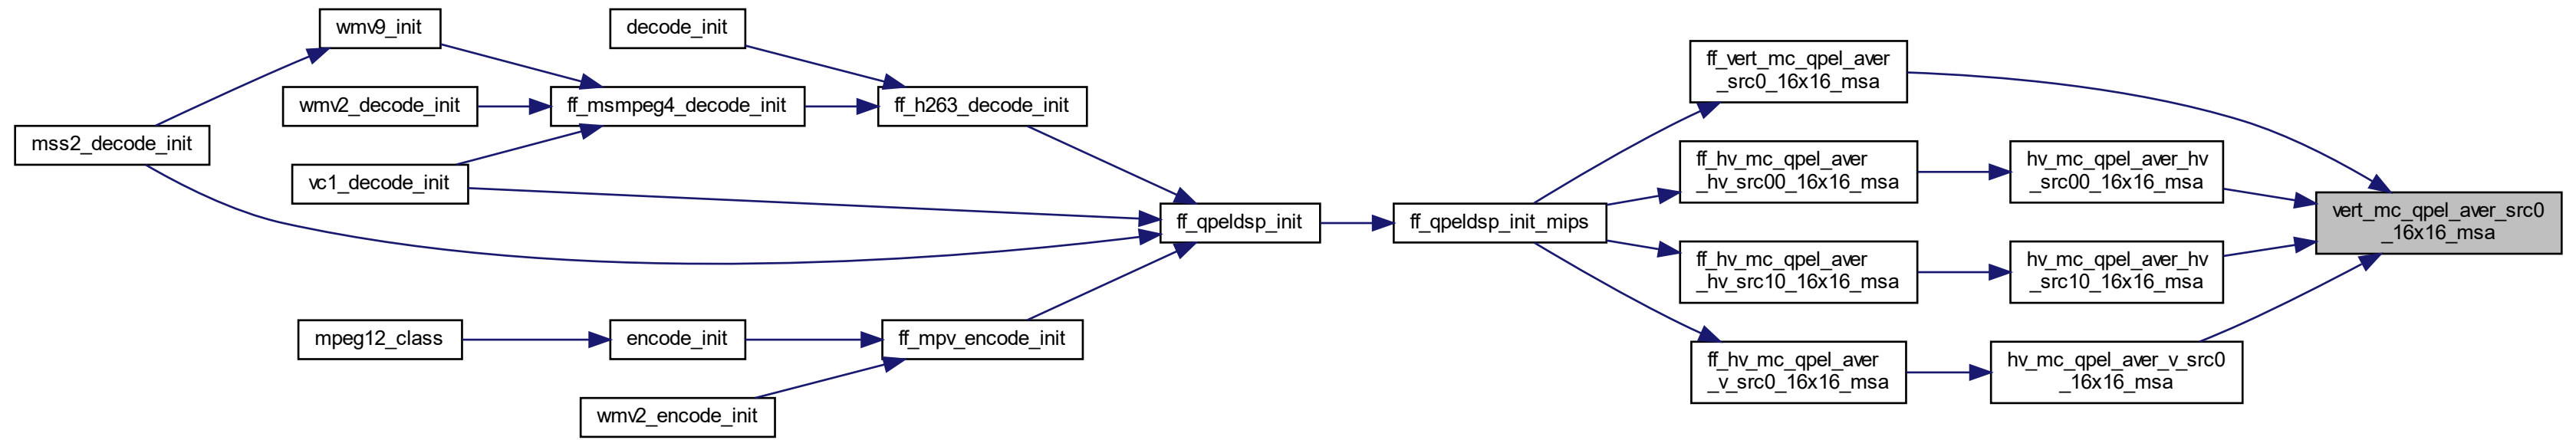 wmv9_init
decode_init
ff_vert_mc_qpel_aver
_src0_16x16_msa
wmv2_decode_init
ff_msmpeg4_decode_init
ff_h263_decode_init
mss2_decode_init
vc1_decode_init
ff_hv_mc_qpel_aver
_hv_src00_16x16_msa
hv_mc_qpel_aver_hv
_src00_16x16_msa
ff_qpeldsp_init
ff_qpeldsp_init_mips
vert_mc_qpel_aver_src0
_16x16_msa
ff_hv_mc_qpel_aver
_hv_src10_16x16_msa
hv_mc_qpel_aver_hv
_src10_16x16_msa
mpeg12_class
encode_init
ff_mpv_encode_init
ff_hv_mc_qpel_aver
_v_src0_16x16_msa
hv_mc_qpel_aver_v_src0
_16x16_msa
wmv2_encode_init